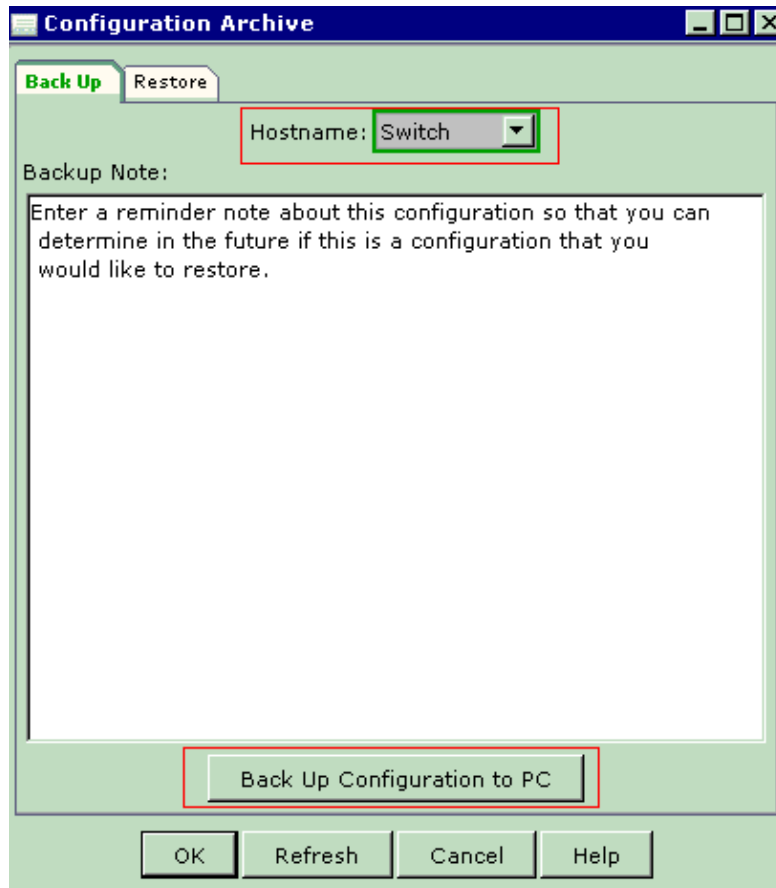 Configuration Archive
Back Up Restore
Hostname: Switch
Backup Note:
Enter a reminder note about this configuration so that you can
determine in the future if this is a configuration that you
would like to restore.
Back Up Configuration to PC
OK Refresh Cancel Help